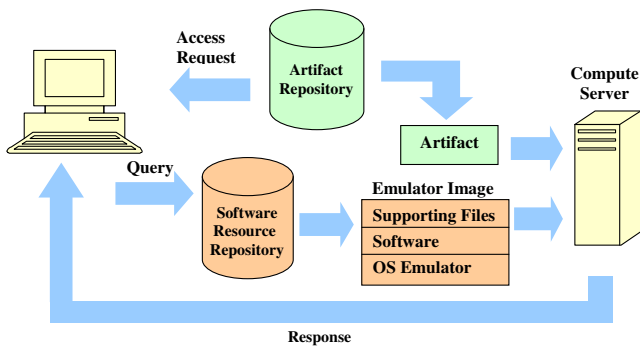 Access
Request
Artifact
Repository
Compute
Server
Artifact
Query
Emulator Image
Software
Resource
Repository
Supporting Files
Software
OS Emulator
Response